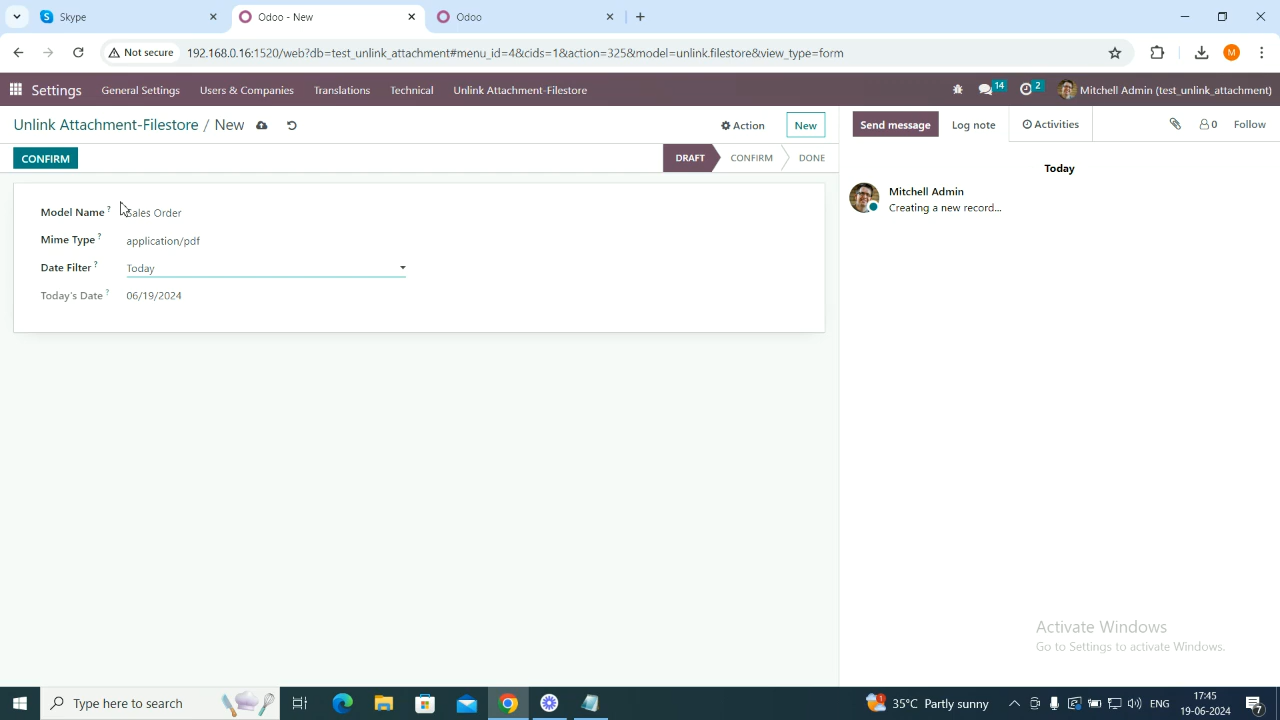 Skype
Odoo - New
Odoo
Not secure
192.168.0.16:1520/web?db=test_unlink_attachment#menu_id=4&cids=1&action=325&model=unlink.filestore&view_type=form
M
Settings General Settings Users & Companies Translations Technical Unlink Attachment-Filestore
14 2 Mitchell Admin (test_unlink_attachment)
Unlink Attachment-Filestore / New
Action New
Send message Log note Activities 0 Follow
CONFIRM
DRAFT CONFIRM DONE
Today
Mitchell Admin
Creating a new record...
Model Name ? Sales Order
Mime Type ? application/pdf
Date Filter ? Today
Today's Date ? 06/19/2024
Activate Windows
Go to Settings to activate Windows.
Type here to search
1 35°C Partly sunny ENG
17:45
19-06-2024
7